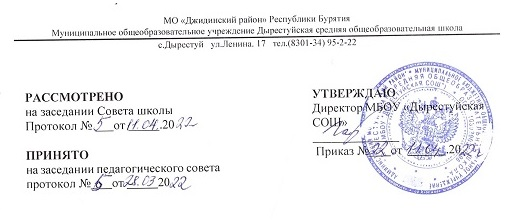 МО «Джидинский район» Республики Бурятия
Муниципальное общеобразовательное учреждение Дырестуйская средняя общеобразовательная школа
с.Дырестуй ул.Ленина. 17 тел.(8301-34) 95-2-22
РАССМОТРЕНО
на заседании Совета школы
Протокол № 5 от 11.04.2022
ПРИНЯТО
на заседании педагогического совета
протокол № 6 от 28.03 2022
УТВЕРЖДАЮ
Директор МБОУ «Дырестуйская
СОШ»
Приказ № 22 от 11.04.2022